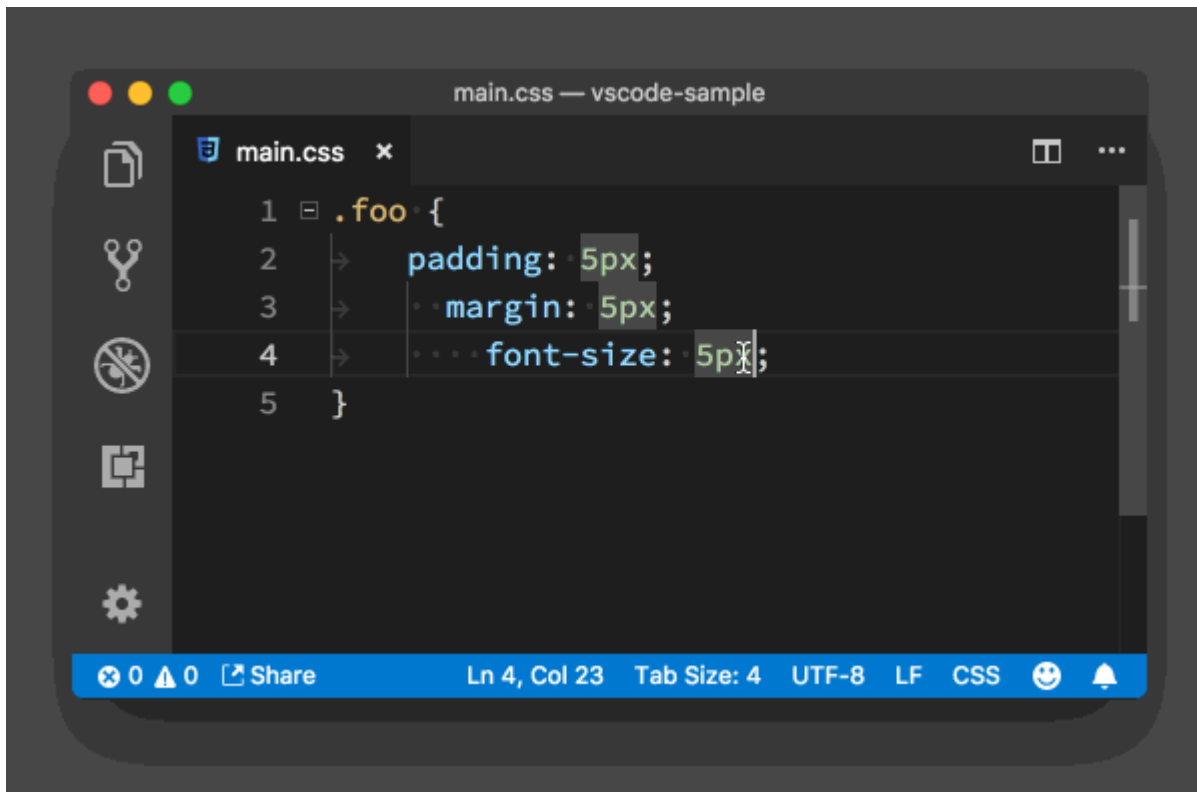 main.css — vscode-sample
main.css ×
1 .foo {
2 padding: 5px;
3 margin: 5px;
4 font-size: 5px;
5 }
0 0 Share Ln 4, Col 23 Tab Size: 4 UTF-8 LF CSS